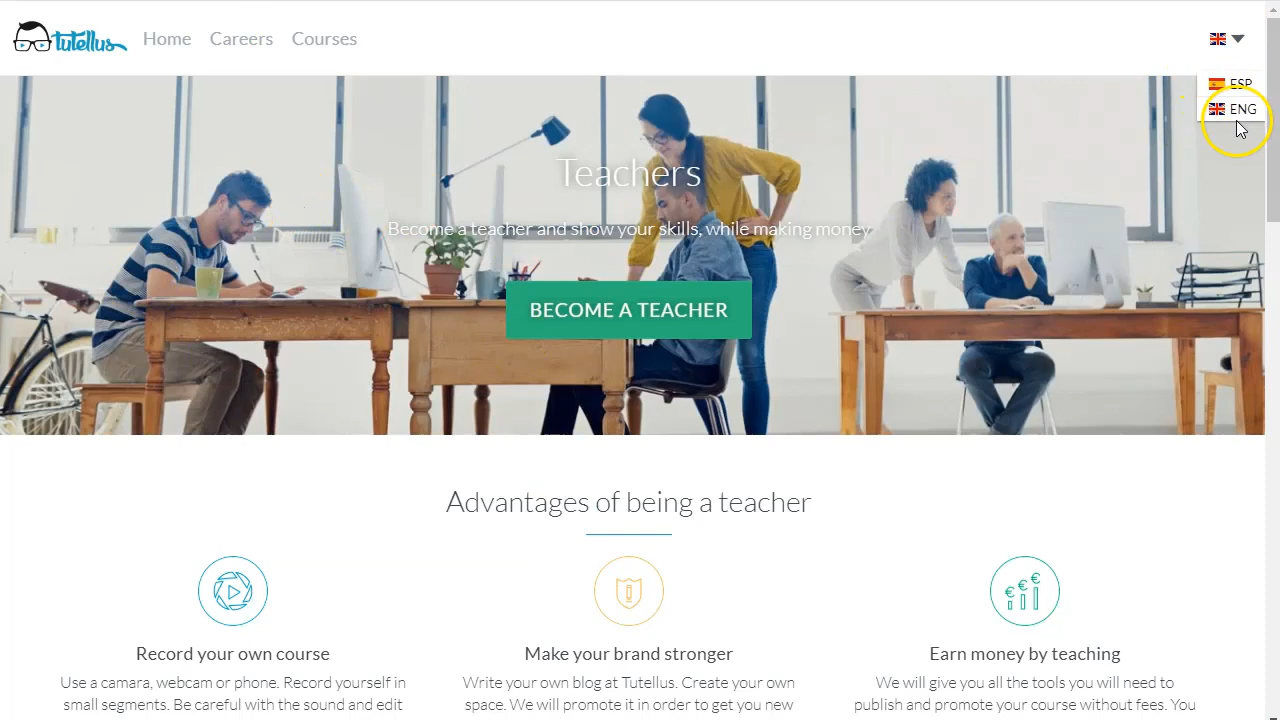 tutellus Home Careers Courses
ESP
ENG
Teachers
Become a teacher and show your skills, while making money
BECOME A TEACHER
Advantages of being a teacher
Record your own course
Use a camara, webcam or phone. Record yourself in
small segments. Be careful with the sound and edit
Make your brand stronger
Write your own blog at Tutellus. Create your own
space. We will promote it in order to get you new
Earn money by teaching
We will give you all the tools you will need to
publish and promote your course without fees. You